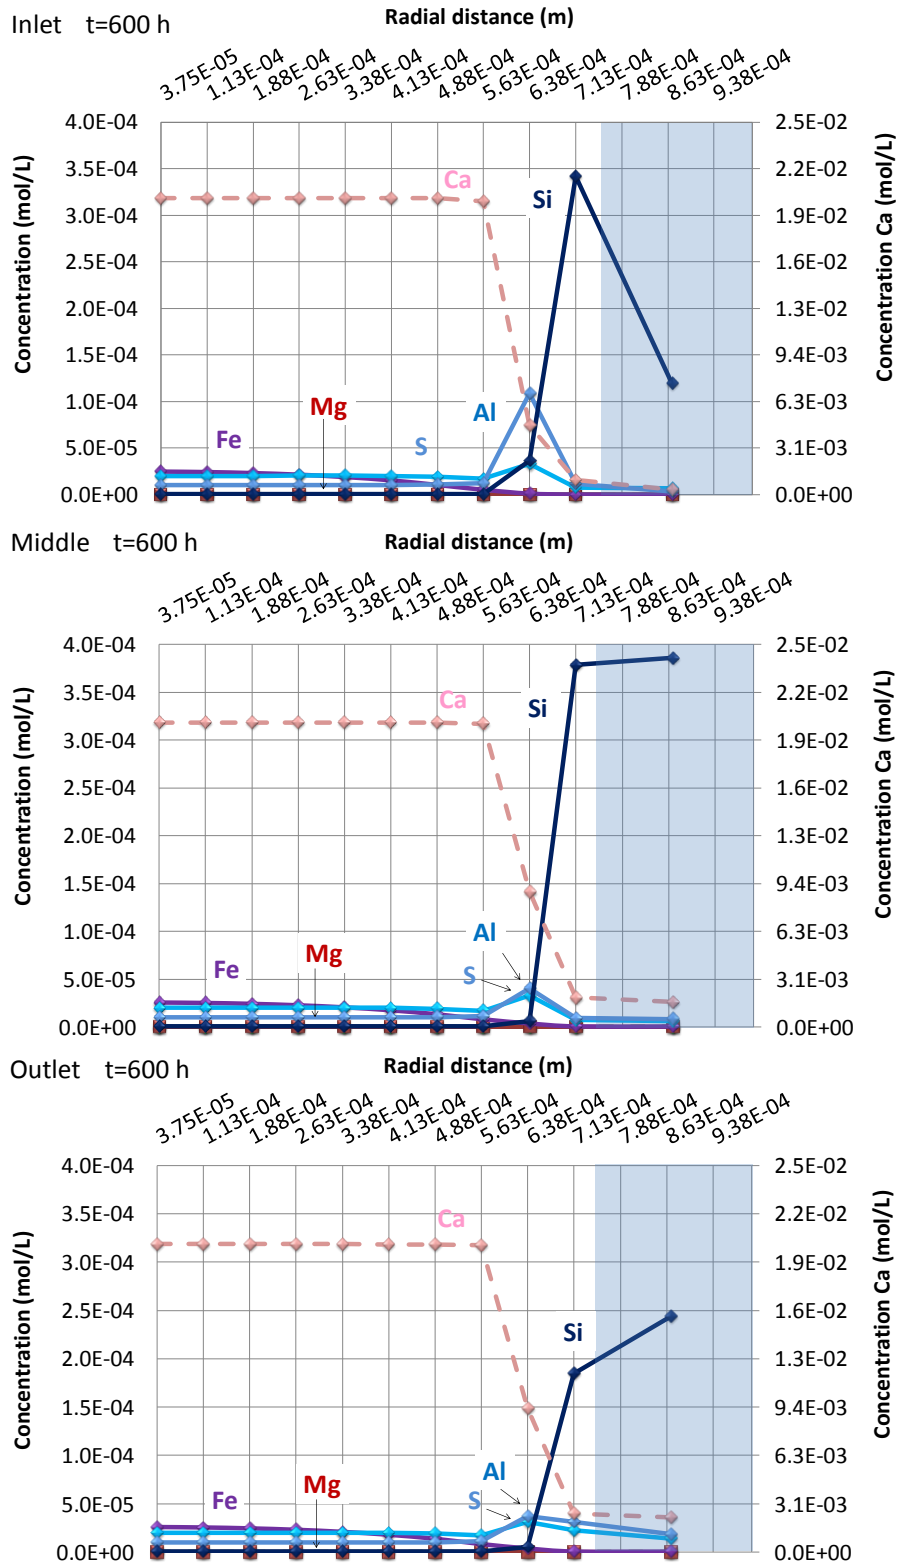 Inlet t=600 h
Radial distance (m)
3.75E-05 1.13E-04 1.88E-04 2.63E-04 3.38E-04 4.13E-04 4.88E-04 5.63E-04 6.38E-04 7.13E-04 7.88E-04 8.63E-04 9.38E-04
Concentration (mol/L)
4.0E-04
3.5E-04
3.0E-04
2.5E-04
2.0E-04
1.5E-04
1.0E-04
5.0E-05
0.0E+00
Ca
Si
Mg
Al
Fe
S
2.5E-02
2.2E-02
1.9E-02
1.6E-02
1.3E-02
9.4E-03
6.3E-03
3.1E-03
0.0E+00
Concentration Ca (mol/L)
Middle t=600 h
Radial distance (m)
3.75E-05 1.13E-04 1.88E-04 2.63E-04 3.38E-04 4.13E-04 4.88E-04 5.63E-04 6.38E-04 7.13E-04 7.88E-04 8.63E-04 9.38E-04
Concentration (mol/L)
4.0E-04
3.5E-04
3.0E-04
2.5E-04
2.0E-04
1.5E-04
1.0E-04
5.0E-05
0.0E+00
Ca
Si
Al
Mg
Fe
S
2.5E-02
2.2E-02
1.9E-02
1.6E-02
1.3E-02
9.4E-03
6.3E-03
3.1E-03
0.0E+00
Concentration Ca (mol/L)
Outlet t=600 h
Radial distance (m)
3.75E-05 1.13E-04 1.88E-04 2.63E-04 3.38E-04 4.13E-04 4.88E-04 5.63E-04 6.38E-04 7.13E-04 7.88E-04 8.63E-04 9.38E-04
Concentration (mol/L)
4.0E-04
3.5E-04
3.0E-04
2.5E-04
2.0E-04
1.5E-04
1.0E-04
5.0E-05
0.0E+00
Ca
Si
Al
Mg
Fe
S
2.5E-02
2.2E-02
1.9E-02
1.6E-02
1.3E-02
9.4E-03
6.3E-03
3.1E-03
0.0E+00
Concentration Ca (mol/L)